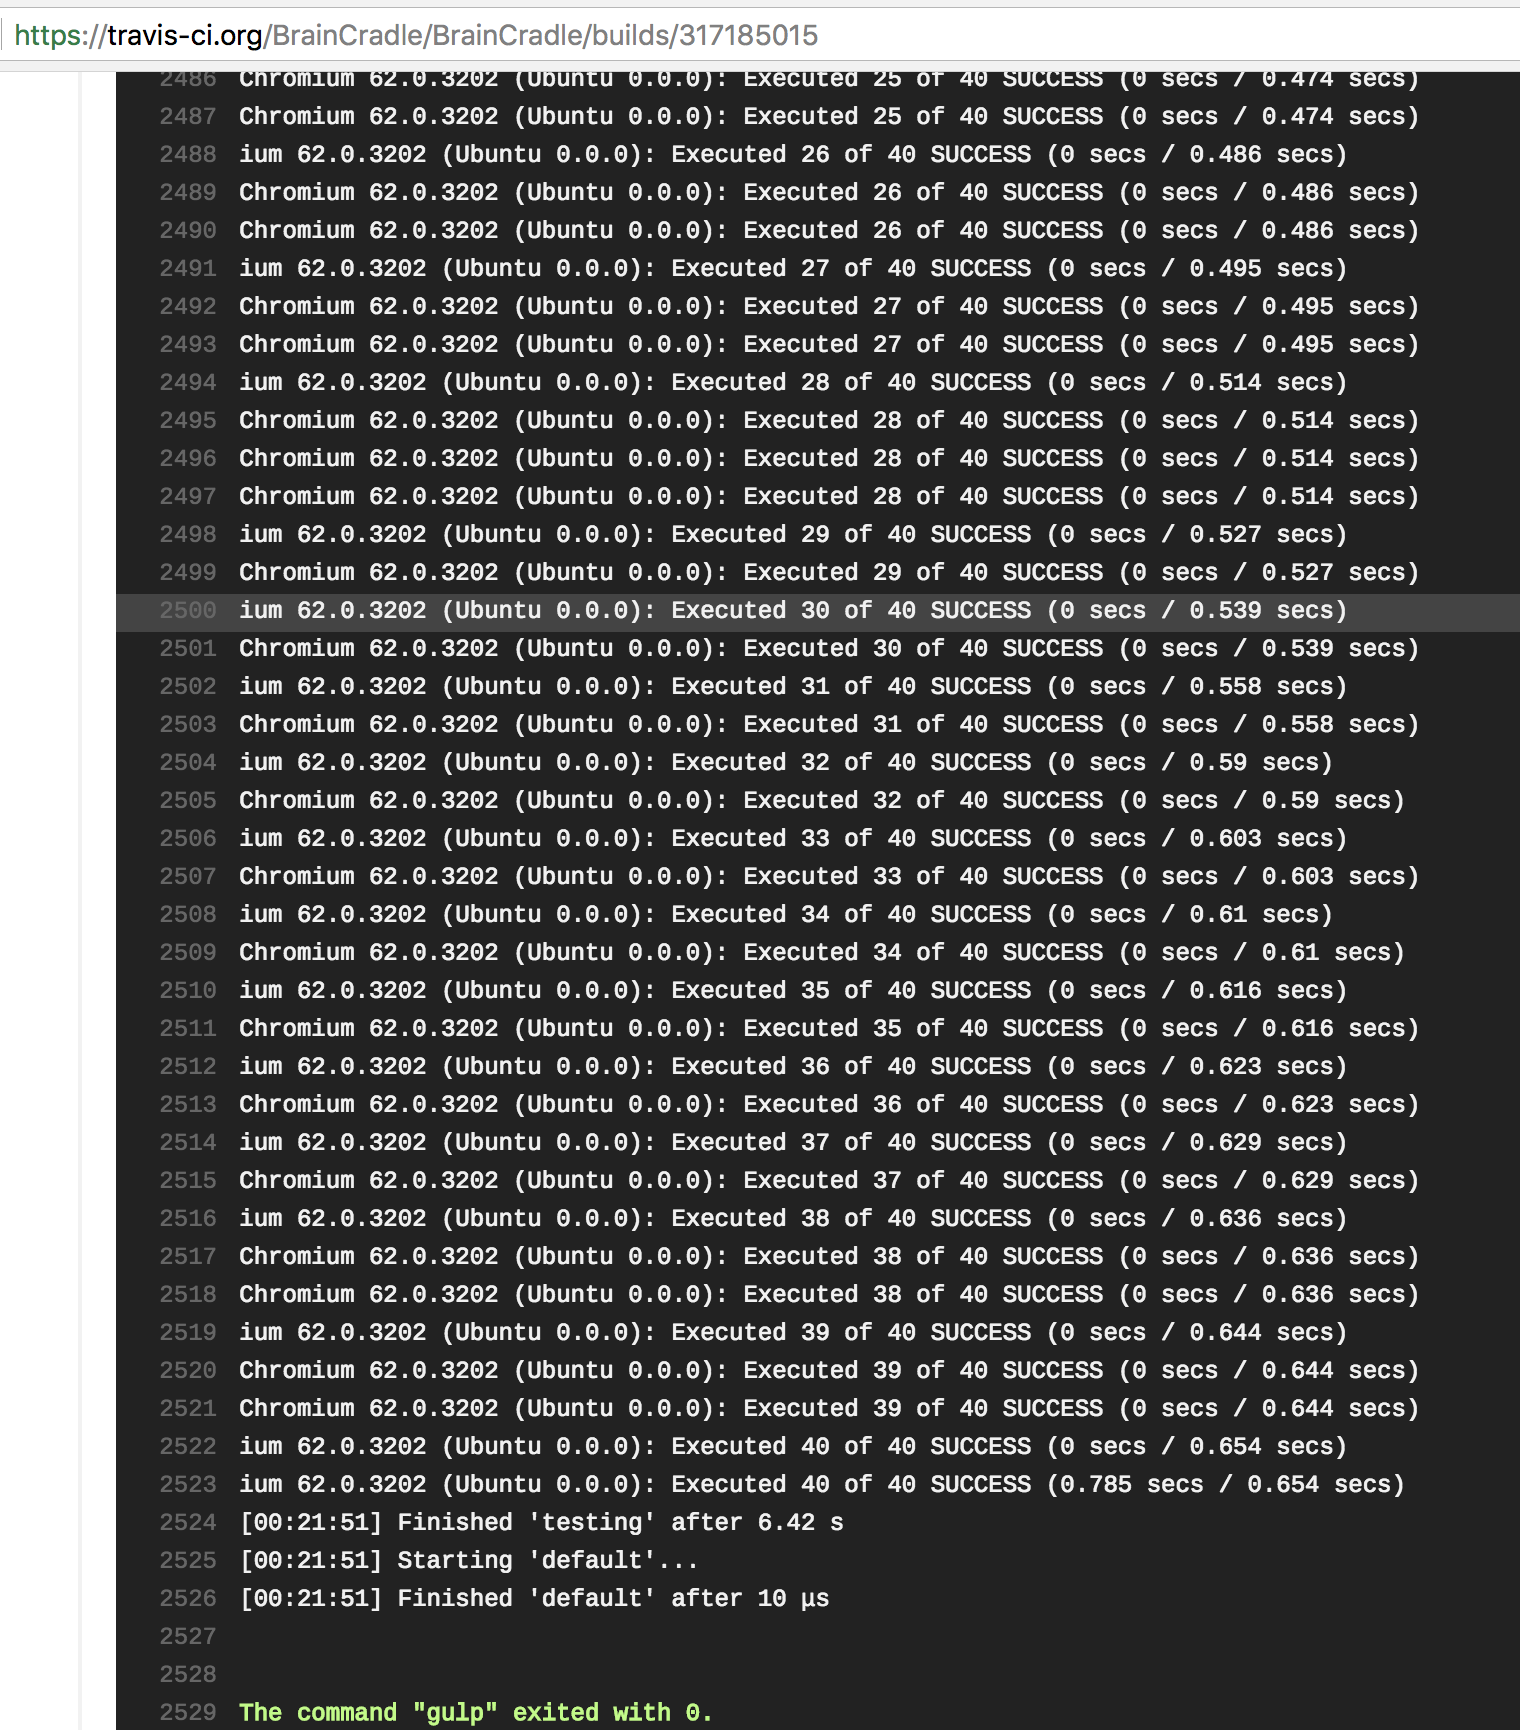 https://travis-ci.org/BrainCradle/BrainCradle/builds/317185015
2486 Chromium 62.0.3202 (Ubuntu 0.0.0): Executed 25 of 40 SUCCESS (0 secs / 0.474 secs)
2487 Chromium 62.0.3202 (Ubuntu 0.0.0): Executed 25 of 40 SUCCESS (0 secs / 0.474 secs)
2488 ium 62.0.3202 (Ubuntu 0.0.0): Executed 26 of 40 SUCCESS (0 secs / 0.486 secs)
2489 Chromium 62.0.3202 (Ubuntu 0.0.0): Executed 26 of 40 SUCCESS (0 secs / 0.486 secs)
2490 Chromium 62.0.3202 (Ubuntu 0.0.0): Executed 26 of 40 SUCCESS (0 secs / 0.486 secs)
2491 ium 62.0.3202 (Ubuntu 0.0.0): Executed 27 of 40 SUCCESS (0 secs / 0.495 secs)
2492 Chromium 62.0.3202 (Ubuntu 0.0.0): Executed 27 of 40 SUCCESS (0 secs / 0.495 secs)
2493 Chromium 62.0.3202 (Ubuntu 0.0.0): Executed 27 of 40 SUCCESS (0 secs / 0.495 secs)
2494 ium 62.0.3202 (Ubuntu 0.0.0): Executed 28 of 40 SUCCESS (0 secs / 0.514 secs)
2495 Chromium 62.0.3202 (Ubuntu 0.0.0): Executed 28 of 40 SUCCESS (0 secs / 0.514 secs)
2496 Chromium 62.0.3202 (Ubuntu 0.0.0): Executed 28 of 40 SUCCESS (0 secs / 0.514 secs)
2497 Chromium 62.0.3202 (Ubuntu 0.0.0): Executed 28 of 40 SUCCESS (0 secs / 0.514 secs)
2498 ium 62.0.3202 (Ubuntu 0.0.0): Executed 29 of 40 SUCCESS (0 secs / 0.527 secs)
2499 Chromium 62.0.3202 (Ubuntu 0.0.0): Executed 29 of 40 SUCCESS (0 secs / 0.527 secs)
2500 ium 62.0.3202 (Ubuntu 0.0.0): Executed 30 of 40 SUCCESS (0 secs / 0.539 secs)
2501 Chromium 62.0.3202 (Ubuntu 0.0.0): Executed 30 of 40 SUCCESS (0 secs / 0.539 secs)
2502 ium 62.0.3202 (Ubuntu 0.0.0): Executed 31 of 40 SUCCESS (0 secs / 0.558 secs)
2503 Chromium 62.0.3202 (Ubuntu 0.0.0): Executed 31 of 40 SUCCESS (0 secs / 0.558 secs)
2504 ium 62.0.3202 (Ubuntu 0.0.0): Executed 32 of 40 SUCCESS (0 secs / 0.59 secs)
2505 Chromium 62.0.3202 (Ubuntu 0.0.0): Executed 32 of 40 SUCCESS (0 secs / 0.59 secs)
2506 ium 62.0.3202 (Ubuntu 0.0.0): Executed 33 of 40 SUCCESS (0 secs / 0.603 secs)
2507 Chromium 62.0.3202 (Ubuntu 0.0.0): Executed 33 of 40 SUCCESS (0 secs / 0.603 secs)
2508 ium 62.0.3202 (Ubuntu 0.0.0): Executed 34 of 40 SUCCESS (0 secs / 0.61 secs)
2509 Chromium 62.0.3202 (Ubuntu 0.0.0): Executed 34 of 40 SUCCESS (0 secs / 0.61 secs)
2510 ium 62.0.3202 (Ubuntu 0.0.0): Executed 35 of 40 SUCCESS (0 secs / 0.616 secs)
2511 Chromium 62.0.3202 (Ubuntu 0.0.0): Executed 35 of 40 SUCCESS (0 secs / 0.616 secs)
2512 ium 62.0.3202 (Ubuntu 0.0.0): Executed 36 of 40 SUCCESS (0 secs / 0.623 secs)
2513 Chromium 62.0.3202 (Ubuntu 0.0.0): Executed 36 of 40 SUCCESS (0 secs / 0.623 secs)
2514 ium 62.0.3202 (Ubuntu 0.0.0): Executed 37 of 40 SUCCESS (0 secs / 0.629 secs)
2515 Chromium 62.0.3202 (Ubuntu 0.0.0): Executed 37 of 40 SUCCESS (0 secs / 0.629 secs)
2516 ium 62.0.3202 (Ubuntu 0.0.0): Executed 38 of 40 SUCCESS (0 secs / 0.636 secs)
2517 Chromium 62.0.3202 (Ubuntu 0.0.0): Executed 38 of 40 SUCCESS (0 secs / 0.636 secs)
2518 Chromium 62.0.3202 (Ubuntu 0.0.0): Executed 38 of 40 SUCCESS (0 secs / 0.636 secs)
2519 ium 62.0.3202 (Ubuntu 0.0.0): Executed 39 of 40 SUCCESS (0 secs / 0.644 secs)
2520 Chromium 62.0.3202 (Ubuntu 0.0.0): Executed 39 of 40 SUCCESS (0 secs / 0.644 secs)
2521 Chromium 62.0.3202 (Ubuntu 0.0.0): Executed 39 of 40 SUCCESS (0 secs / 0.644 secs)
2522 ium 62.0.3202 (Ubuntu 0.0.0): Executed 40 of 40 SUCCESS (0 secs / 0.654 secs)
2523 ium 62.0.3202 (Ubuntu 0.0.0): Executed 40 of 40 SUCCESS (0.785 secs / 0.654 secs)
2524 [00:21:51] Finished 'testing' after 6.42 s
2525 [00:21:51] Starting 'default'...
2526 [00:21:51] Finished 'default' after 10 μs
2527
2528
2529 The command "gulp" exited with 0.